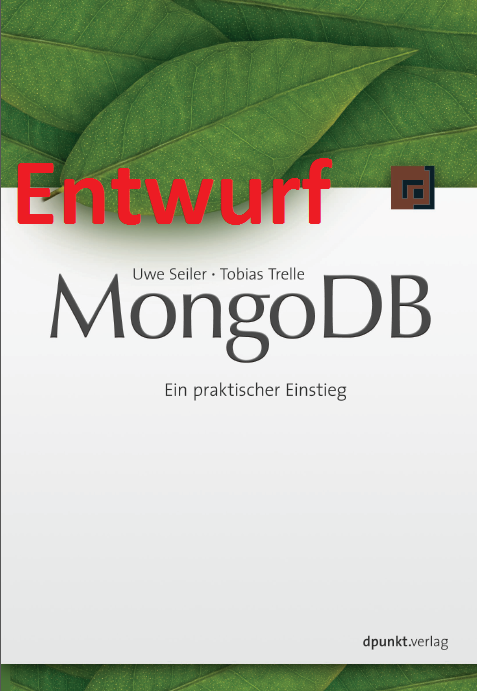 Entwurf
Uwe Seiler · Tobias Trelle
MongoDB
Ein praktischer Einstieg
dpunkt.verlag